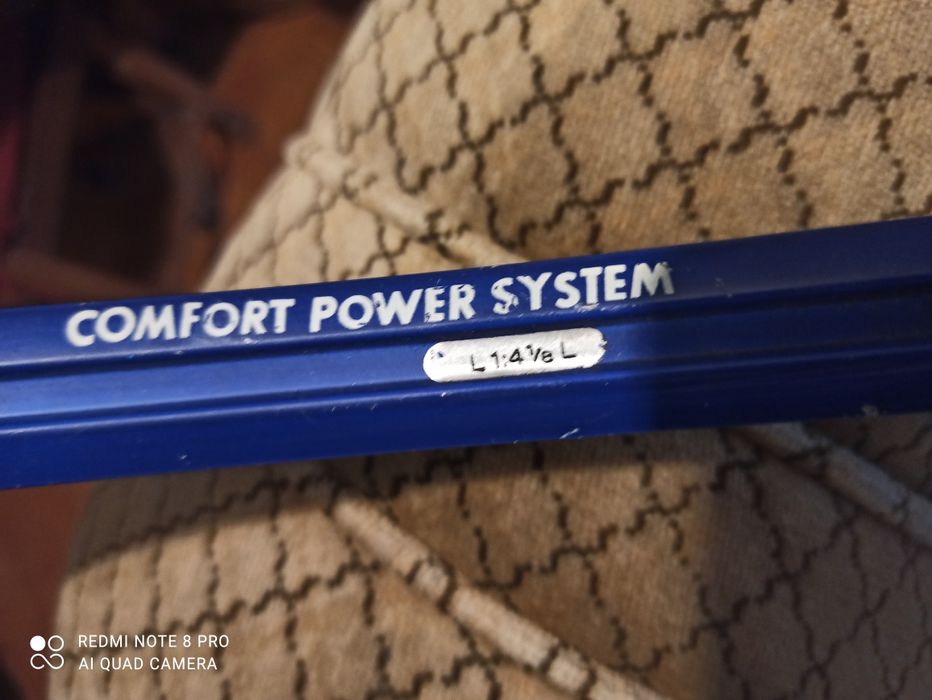 COMFORT POWER SYSTEM
L 1:4 1/8 L
REDMI NOTE 8 PRO
AI QUAD CAMERA